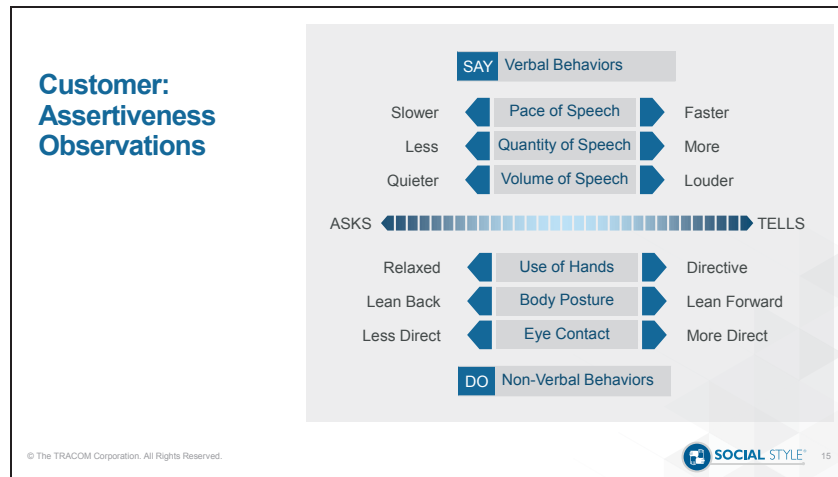 Customer:
Assertiveness
Observations
SAY Verbal Behaviors
Slower Pace of Speech Faster
Less Quantity of Speech More
Quieter Volume of Speech Louder
ASKS TELLS
Relaxed Use of Hands Directive
Lean Back Body Posture Lean Forward
Less Direct Eye Contact More Direct
DO Non-Verbal Behaviors
© The TRACOM Corporation. All Rights Reserved.
SOCIAL STYLE℠ 15